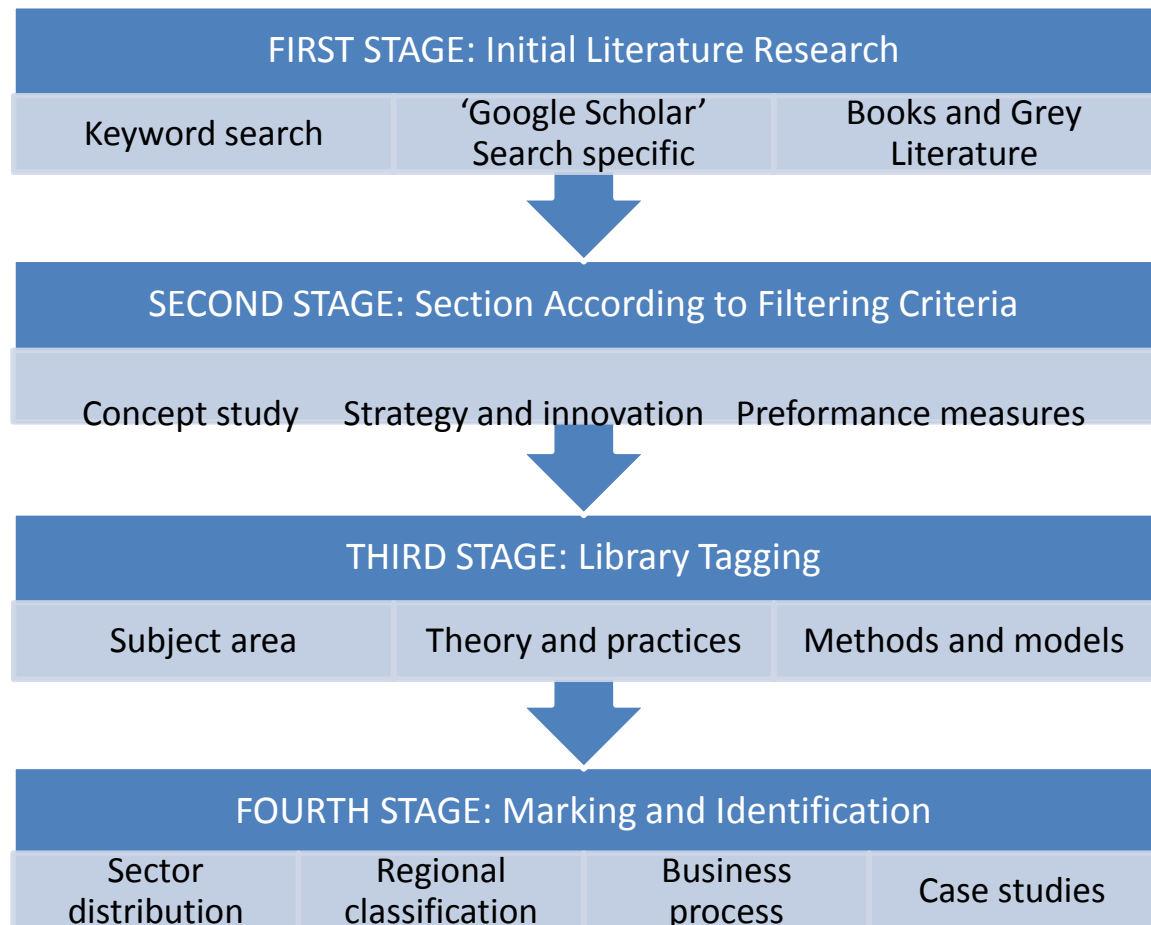 FIRST STAGE: Initial Literature Research
Keyword search
‘Google Scholar’
Search specific
Books and Grey
Literature
SECOND STAGE: Section According to Filtering Criteria
Concept study Strategy and innovation Preformance measures
THIRD STAGE: Library Tagging
Subject area
Theory and practices
Methods and models
FOURTH STAGE: Marking and Identification
Sector
distribution
Regional
classification
Business
process
Case studies